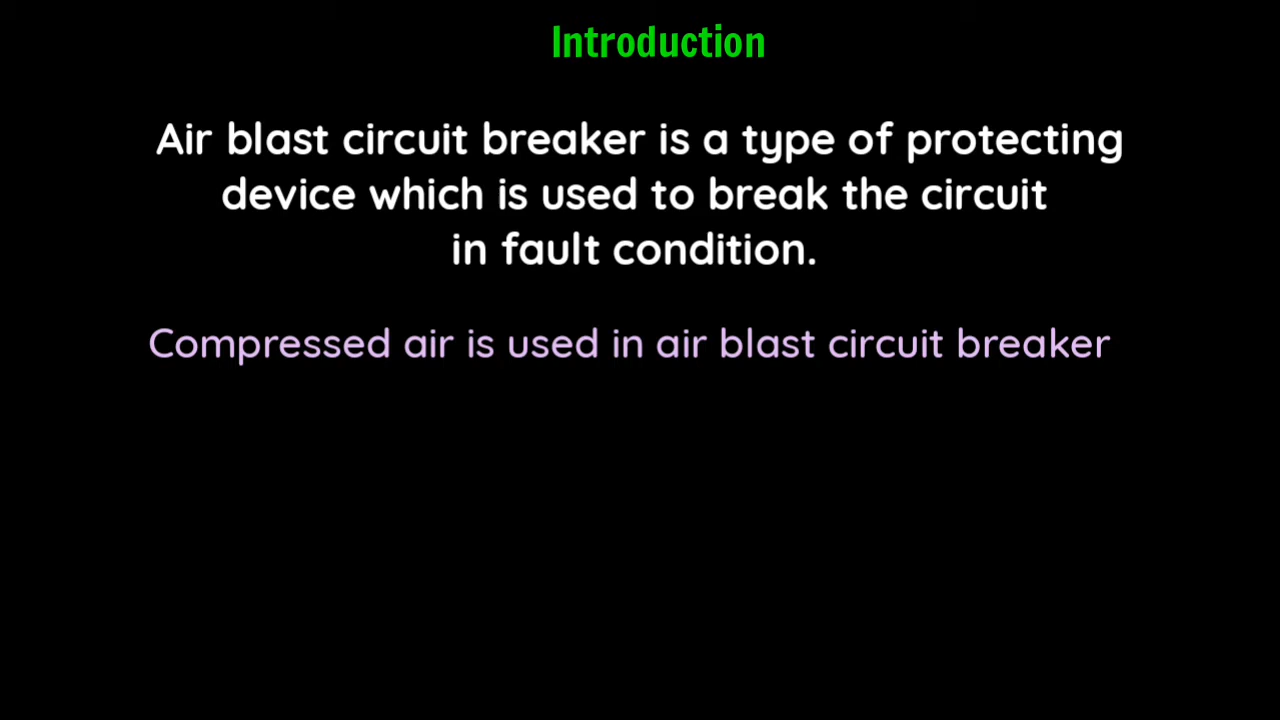 Introduction
Air blast circuit breaker is a type of protecting
device which is used to break the circuit
in fault condition.
Compressed air is used in air blast circuit breaker